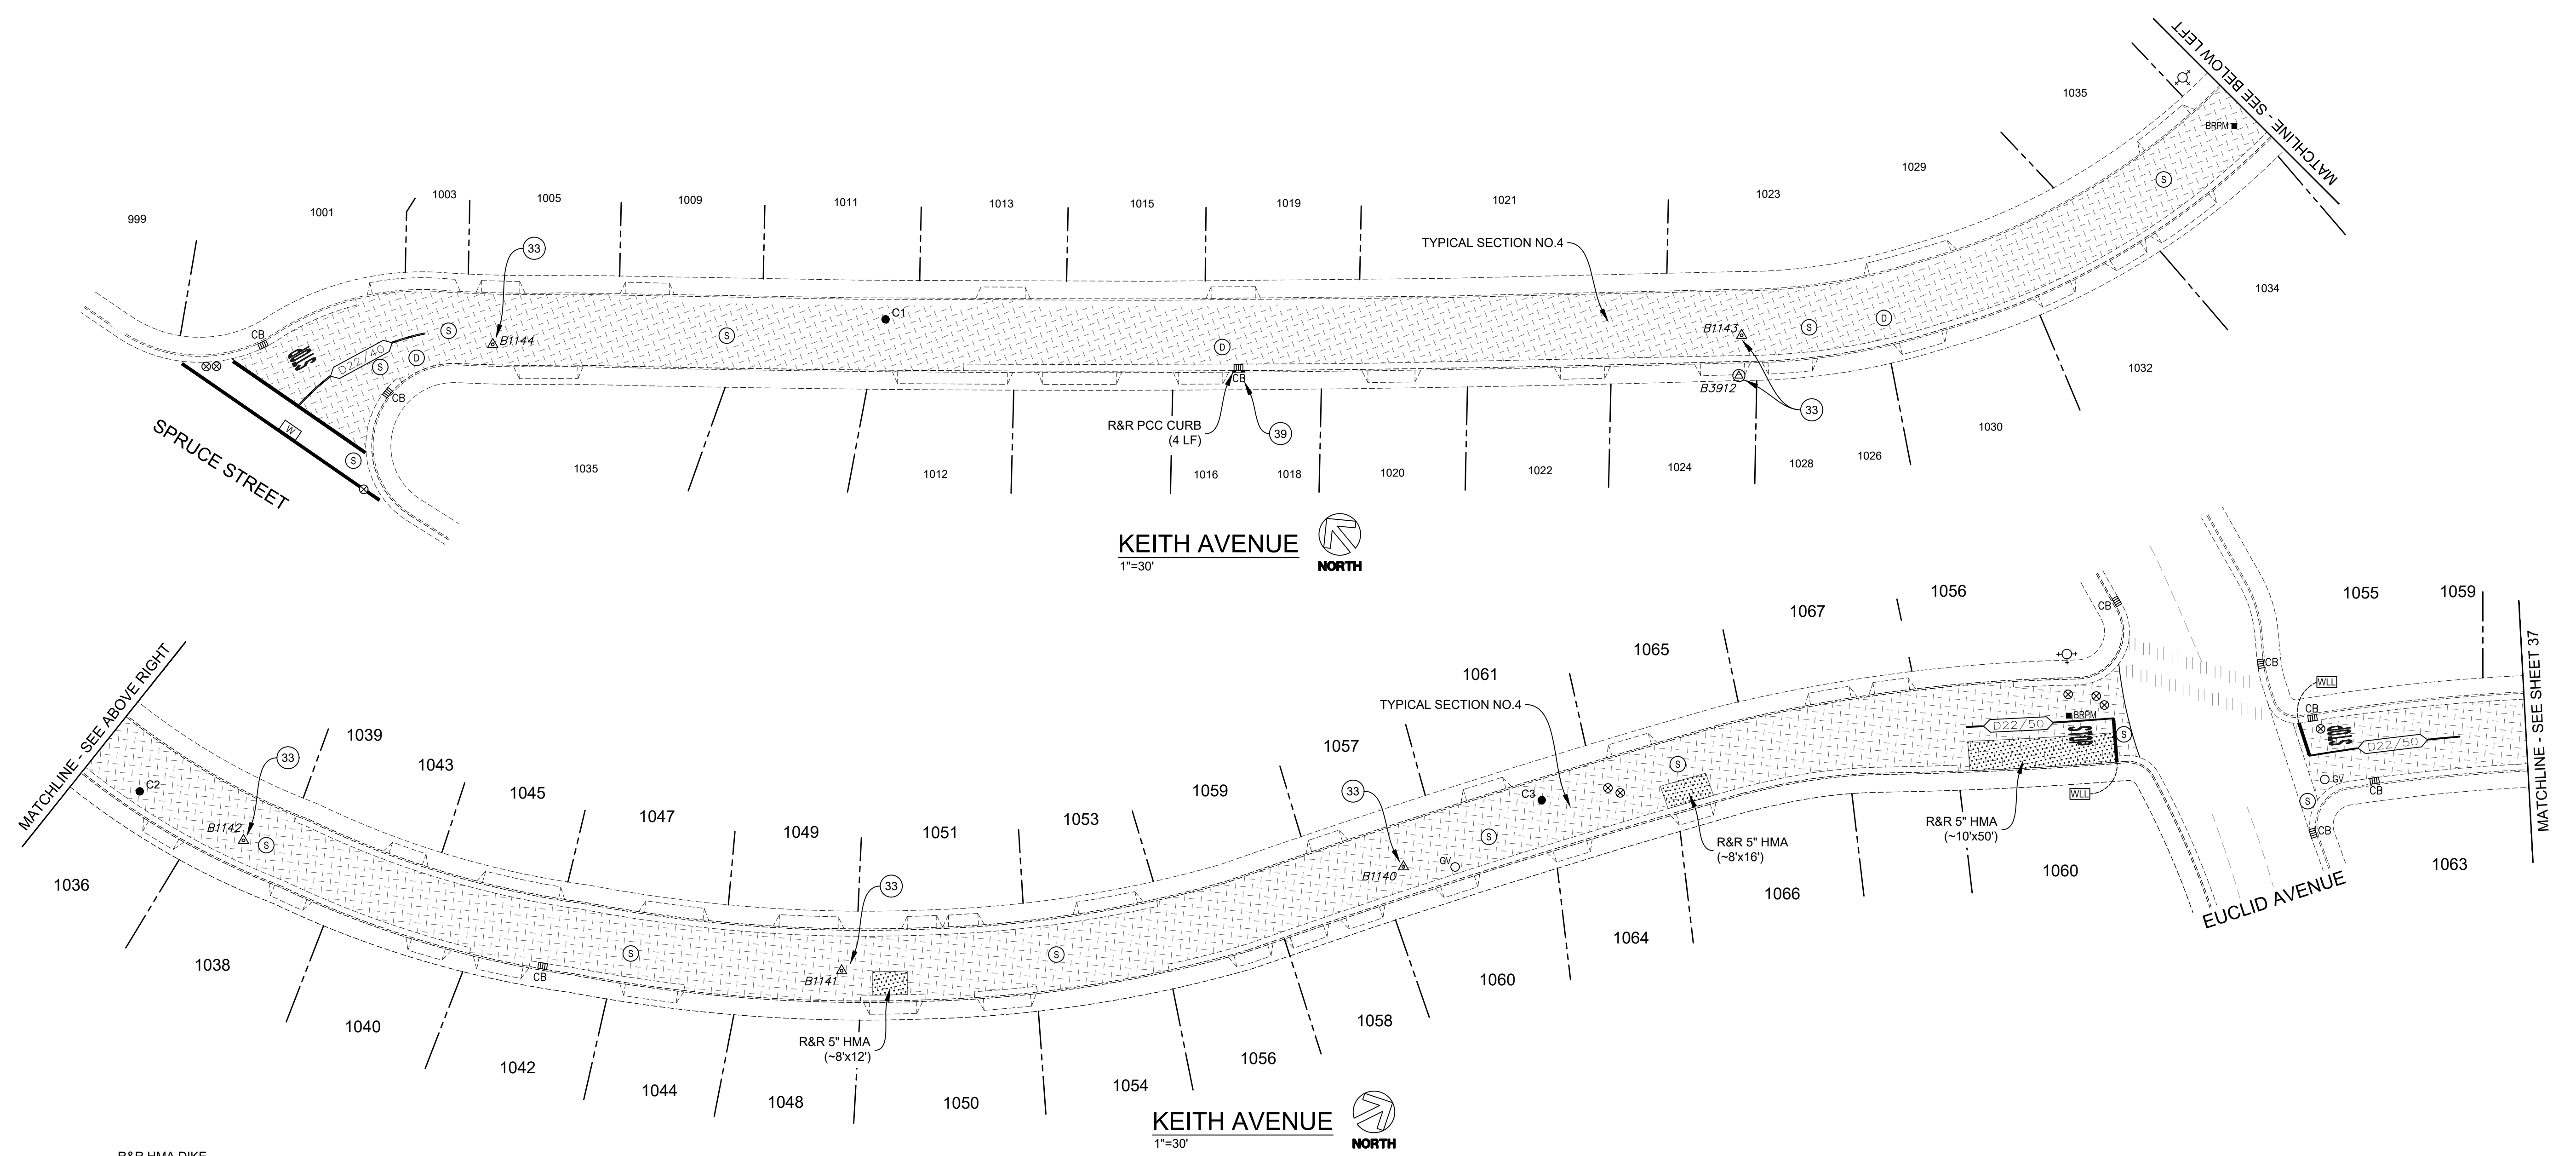 MATCHLINE - SEE BELOW LEFT
1035
BRPM
S
1029
1003
1005
1009
1011
1013
1015
1019
1021
1023
999
1001
33
TYPICAL SECTION NO.4
1034
C1
CB
STOP
D22/40
S
B1144
S
D
B1143
S
D
S
D
CB
B3912
1032
W
R&R PCC CURB
(4 LF)
CB
39
33
SPRUCE STREET
S
1035
1012
1016
1018
1020
1022
1024
1028
1026
1030
KEITH AVENUE
1"=30'
NORTH
MATCHLINE - SEE ABOVE RIGHT
1039
1043
1045
1047
1049
1051
1053
1059
1057
1061
1065
1067
1056
CB
1055
1059
MATCHLINE - SEE SHEET 37
CB
WLL
TYPICAL SECTION NO.4
D22/50
BRPM
STOP
S
CB
STOP
D22/50
33
C2
33
S
C3
GV
S
CB
B1142
S
WLL
R&R 5" HMA
(~10'x50')
CB
S
R&R 5" HMA
(~8'x16')
GV
B1140
1036
33
1060
1063
1066
EUCLID AVENUE
1038
CB
S
B1141
S
1064
1060
1040
R&R 5" HMA
(~8'x12')
1058
1042
1044
1048
1050
1054
1056
KEITH AVENUE
1"=30'
NORTH
R&R HMA DIKE